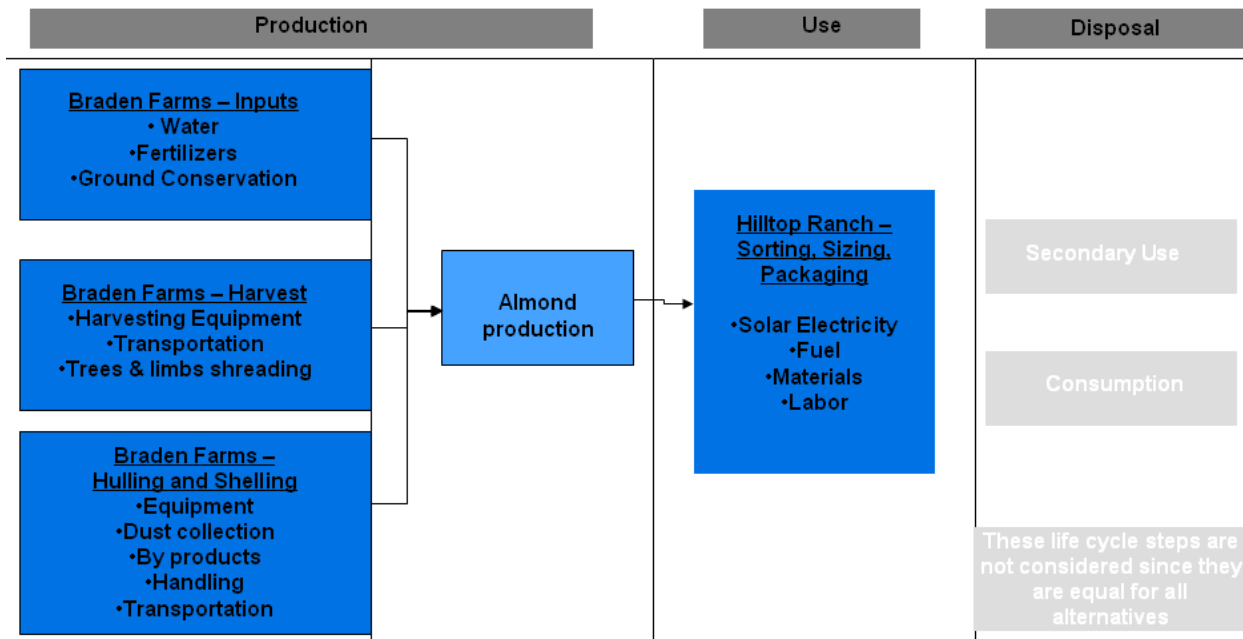 Production
Use
Disposal
Braden Farms – Inputs
• Water
•Fertilizers
•Ground Conservation
Braden Farms – Harvest
•Harvesting Equipment
•Transportation
•Trees & limbs shreading
Braden Farms –
Hulling and Shelling
•Equipment
•Dust collection
•By products
•Handling
•Transportation
Almond
production
Hilltop Ranch –
Sorting, Sizing,
Packaging
•Solar Electricity
•Fuel
•Materials
•Labor
Secondary Use
Consumption
These life cycle steps are
not considered since they
are equal for all
alternatives